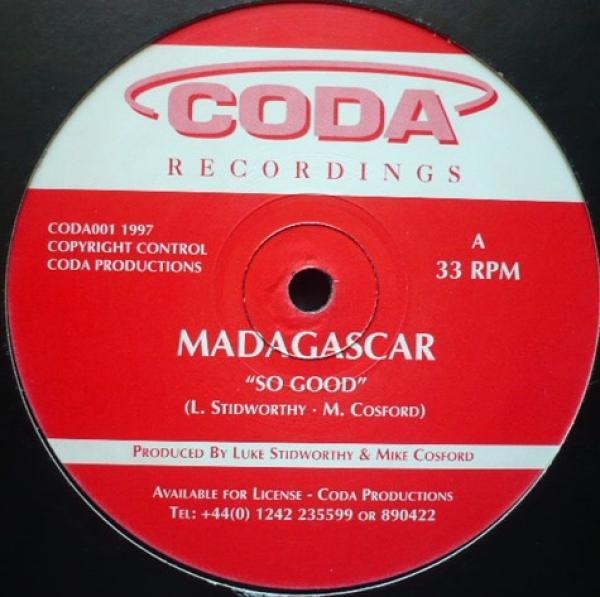 CODA
RECORDINGS
CODA001 1997
COPYRIGHT CONTROL
CODA PRODUCTIONS
A
33 RPM
MADAGASCAR
"SO GOOD"
(L. STIDWORTHY · M. COSFORD)
PRODUCED BY LUKE STIDWORTHY & MIKE COSFORD
AVAILABLE FOR LICENSE - CODA PRODUCTIONS
TEL: +44(0) 1242 235599 OR 890422